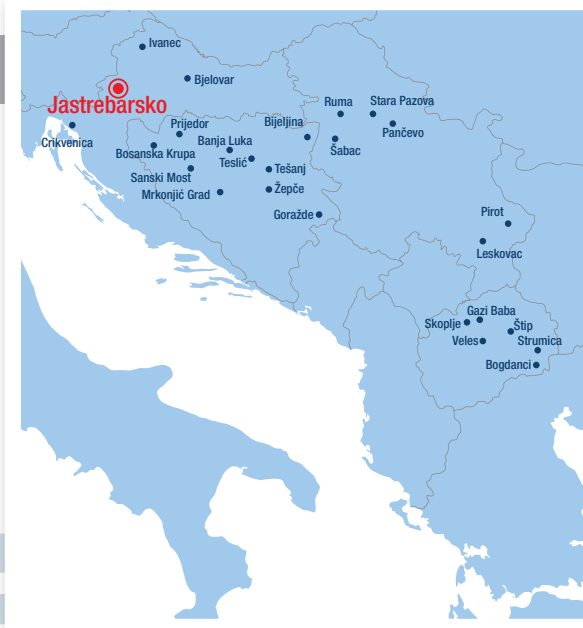 Ivanec
Bjelovar
Jastrebarsko
Crikvenica
Prijedor
Bosanska Krupa
Banja Luka
Sanski Most
Teslić
Mrkonjić Grad
Tešanj
Žepče
Bijeljina
Goražde
Ruma
Stara Pazova
Pančevo
Šabac
Pirot
Leskovac
Gazi Baba
Skoplje
Štip
Veles
Strumica
Bogdanci